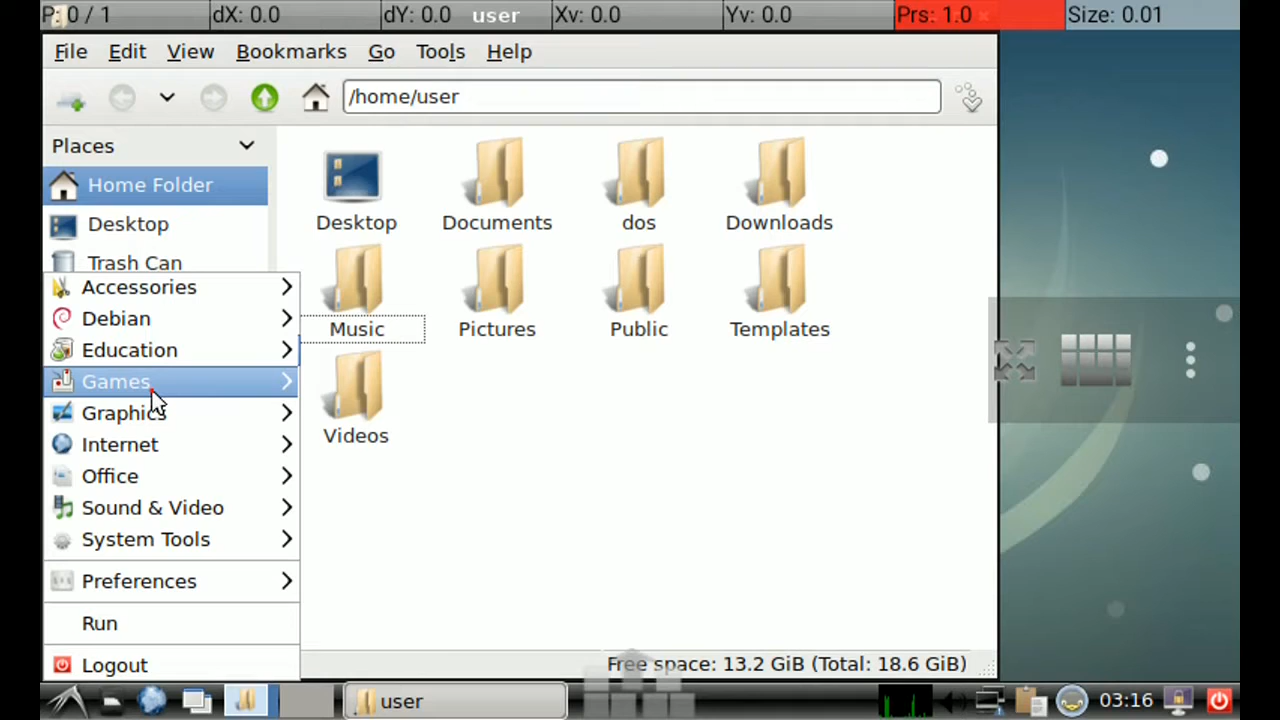 P: 0 / 1 dX: 0.0 dY: 0.0 user Xv: 0.0 Yv: 0.0 Prs: 1.0 Size: 0.01
File Edit View Bookmarks Go Tools Help
/home/user
Places
Home Folder
Desktop
Trash Can
Desktop Documents dos Downloads
Music Pictures Public Templates
Videos
Accessories
Debian
Education
Games
Graphics
Internet
Office
Sound & Video
System Tools
Preferences
Run
Logout
Free space: 13.2 GiB (Total: 18.6 GiB)
user 03:16